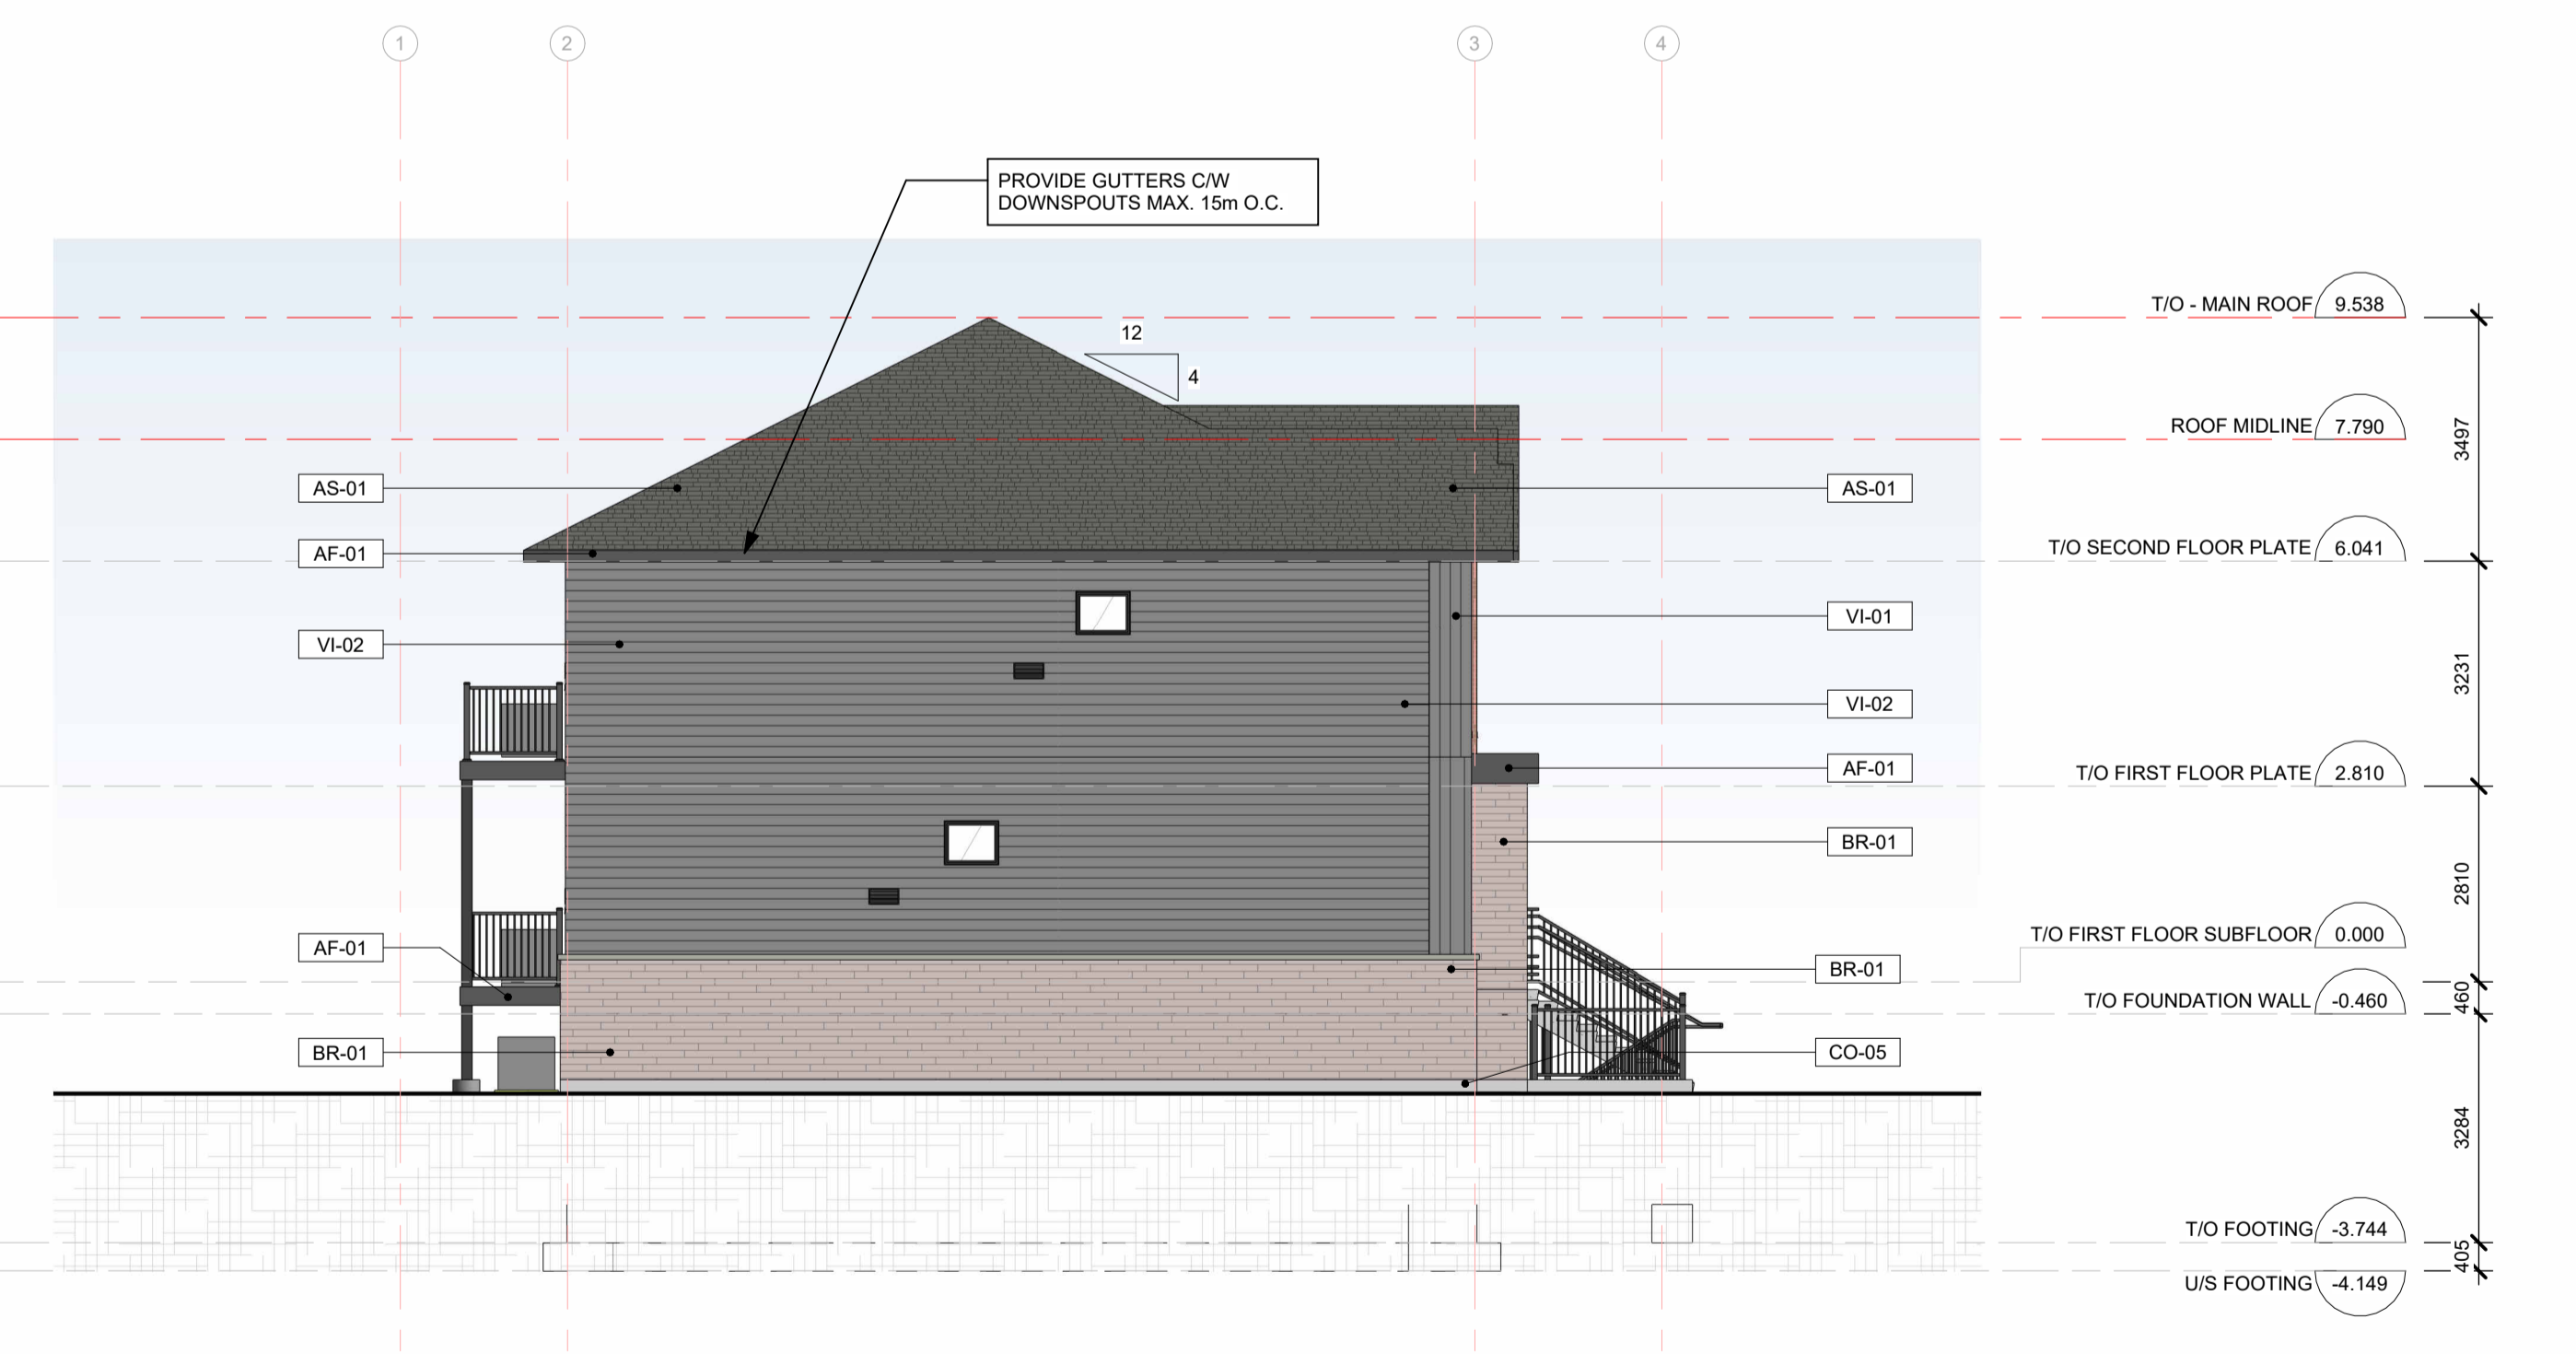 1
2
3
4
PROVIDE GUTTERS C/W
DOWNSPOUTS MAX. 15m O.C.
T/O - MAIN ROOF 9.538
12
4
ROOF MIDLINE 7.790
3497
AS-01
AS-01
T/O SECOND FLOOR PLATE 6.041
AF-01
VI-01
VI-02
3231
VI-02
AF-01
T/O FIRST FLOOR PLATE 2.810
BR-01
2810
T/O FIRST FLOOR SUBFLOOR 0.000
AF-01
BR-01
T/O FOUNDATION WALL -0.460
460
BR-01
CO-05
3284
T/O FOOTING -3.744
405
U/S FOOTING -4.149